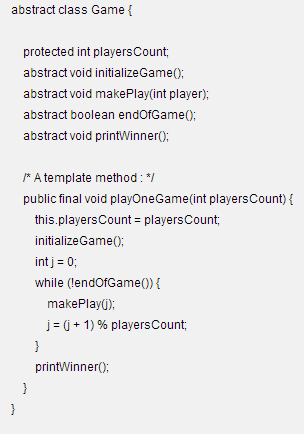 abstract class Game {
protected int playersCount;
abstract void initializeGame();
abstract void makePlay(int player);
abstract boolean endOfGame();
abstract void printWinner();
/* A template method : */
public final void playOneGame(int playersCount) {
this.playersCount = playersCount;
initializeGame();
int j = 0;
while (!endOfGame()) {
makePlay(j);
j = (j + 1) % playersCount;
}
printWinner();
}
}